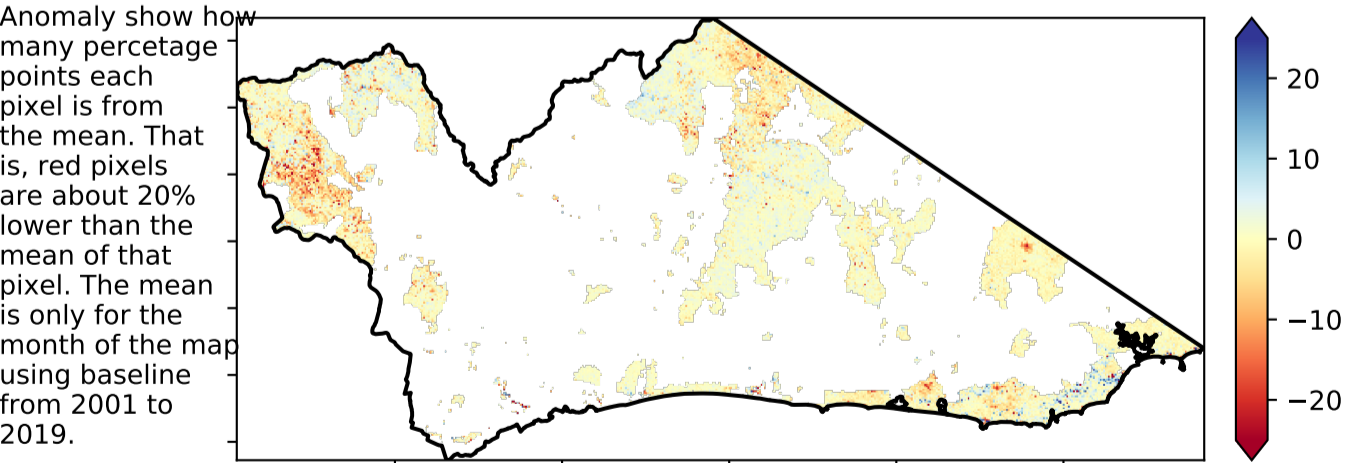 Anomaly show how
many percetage
points each
pixel is from
the mean. That
is, red pixels
are about 20%
lower than the
mean of that
pixel. The mean
is only for the
month of the map
using baseline
from 2001 to
2019.
20
10
0
−10
−20